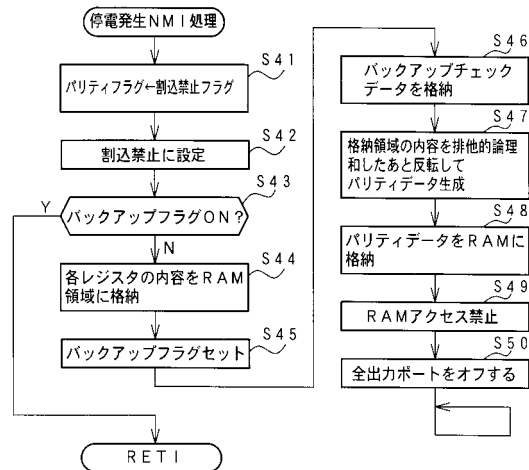 停電発生NMI処理
S41
パリティフラグ←割込禁止フラグ
S42
割込禁止に設定
S43
Y
バックアップフラグON?
N
S44
各レジスタの内容をRAM
領域に格納
S45
バックアップフラグセット
RETI
S46
バックアップチェック
データを格納
S47
格納領域の内容を排他的論理
和したあと反転して
パリティデータ生成
S48
パリティデータをRAMに
格納
S49
RAMアクセス禁止
S50
全出力ポートをオフする